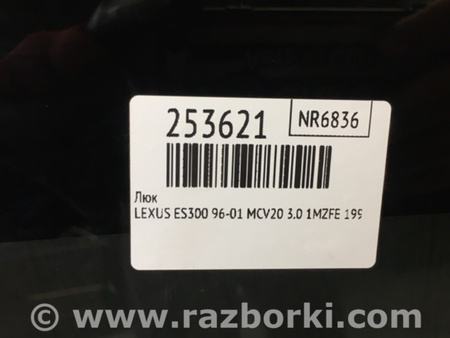 253621
NR6836
Люк
LEXUS ES300 96-01 MCV20 3.0 1MZFE 199
© www.razborki.com